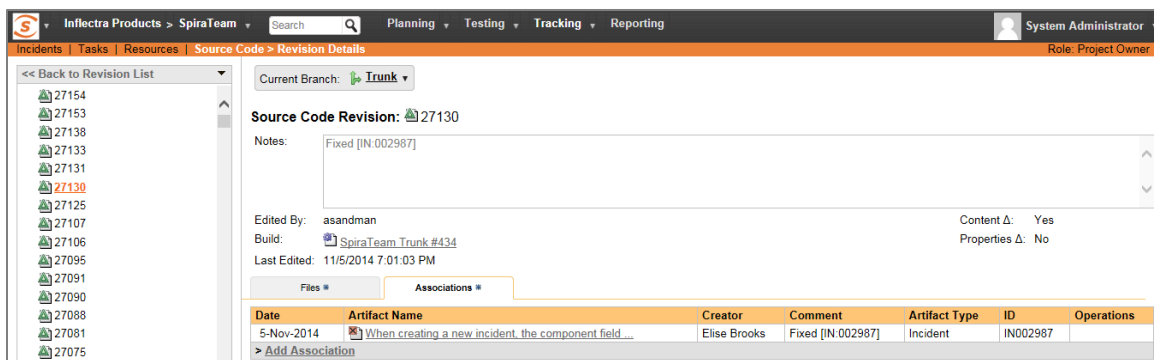 Inflectra Products > SpiraTeam Search Planning Testing Tracking Reporting System Administrator
Incidents | Tasks | Resources | Source Code > Revision Details Role: Project Owner
<< Back to Revision List
27154
27153
27138
27133
27131
27130
27125
27107
27106
27095
27091
27090
27088
27081
27075
Current Branch: Trunk
Source Code Revision: 27130
Notes: Fixed [IN:002987]
Edited By: asandman Content Δ: Yes
Build: SpiraTeam Trunk #434 Properties Δ: No
Last Edited: 11/5/2014 7:01:03 PM
Files Associations
Date Artifact Name Creator Comment Artifact Type ID Operations
5-Nov-2014 When creating a new incident, the component field ... Elise Brooks Fixed [IN:002987] Incident IN002987
> Add Association